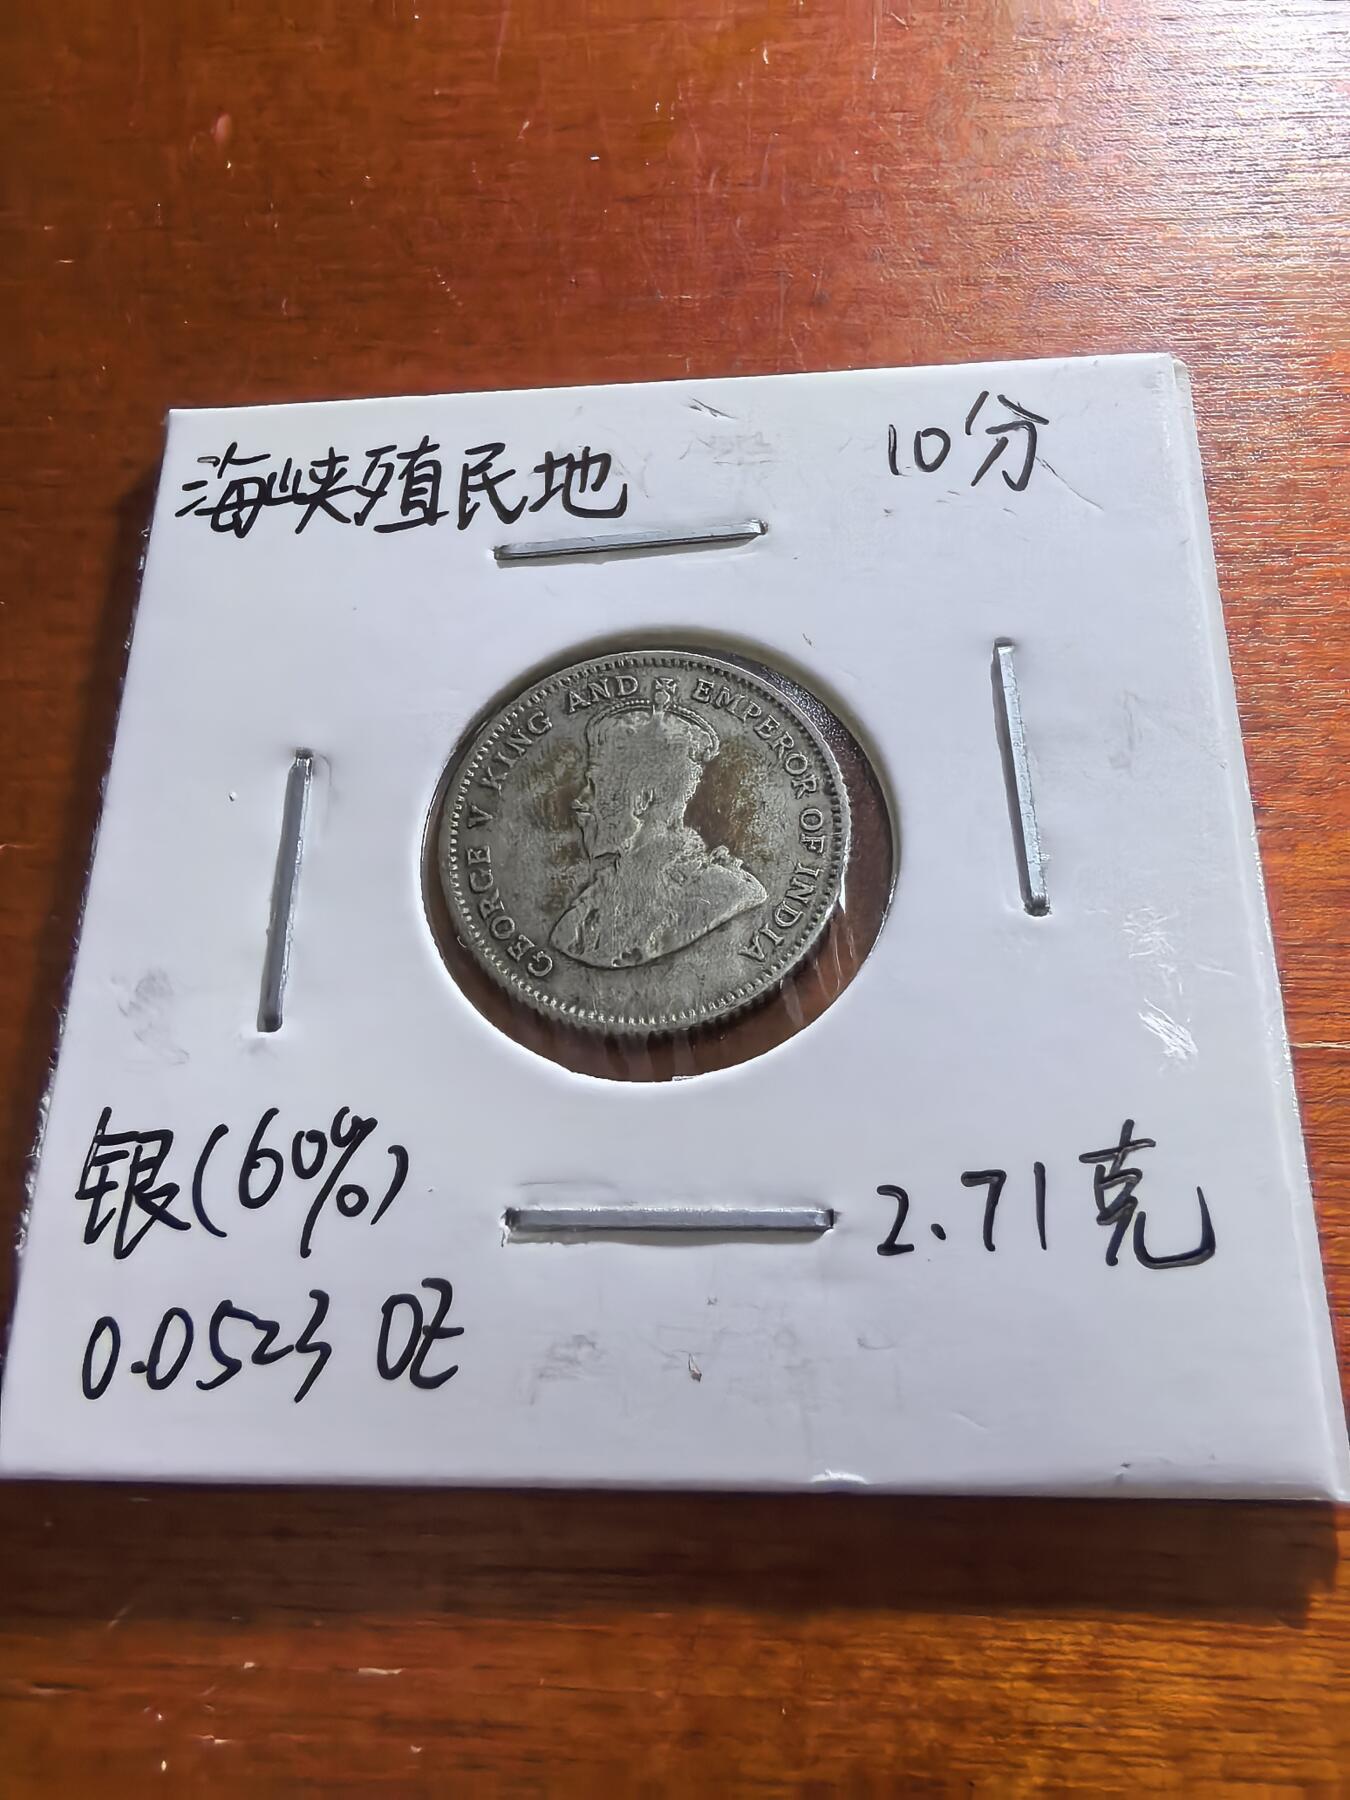 海峡殖民地 10分
GEORGE V KING AND EMPEROR OF INDIA
银(60%) 2.71克
0.0523 OZ